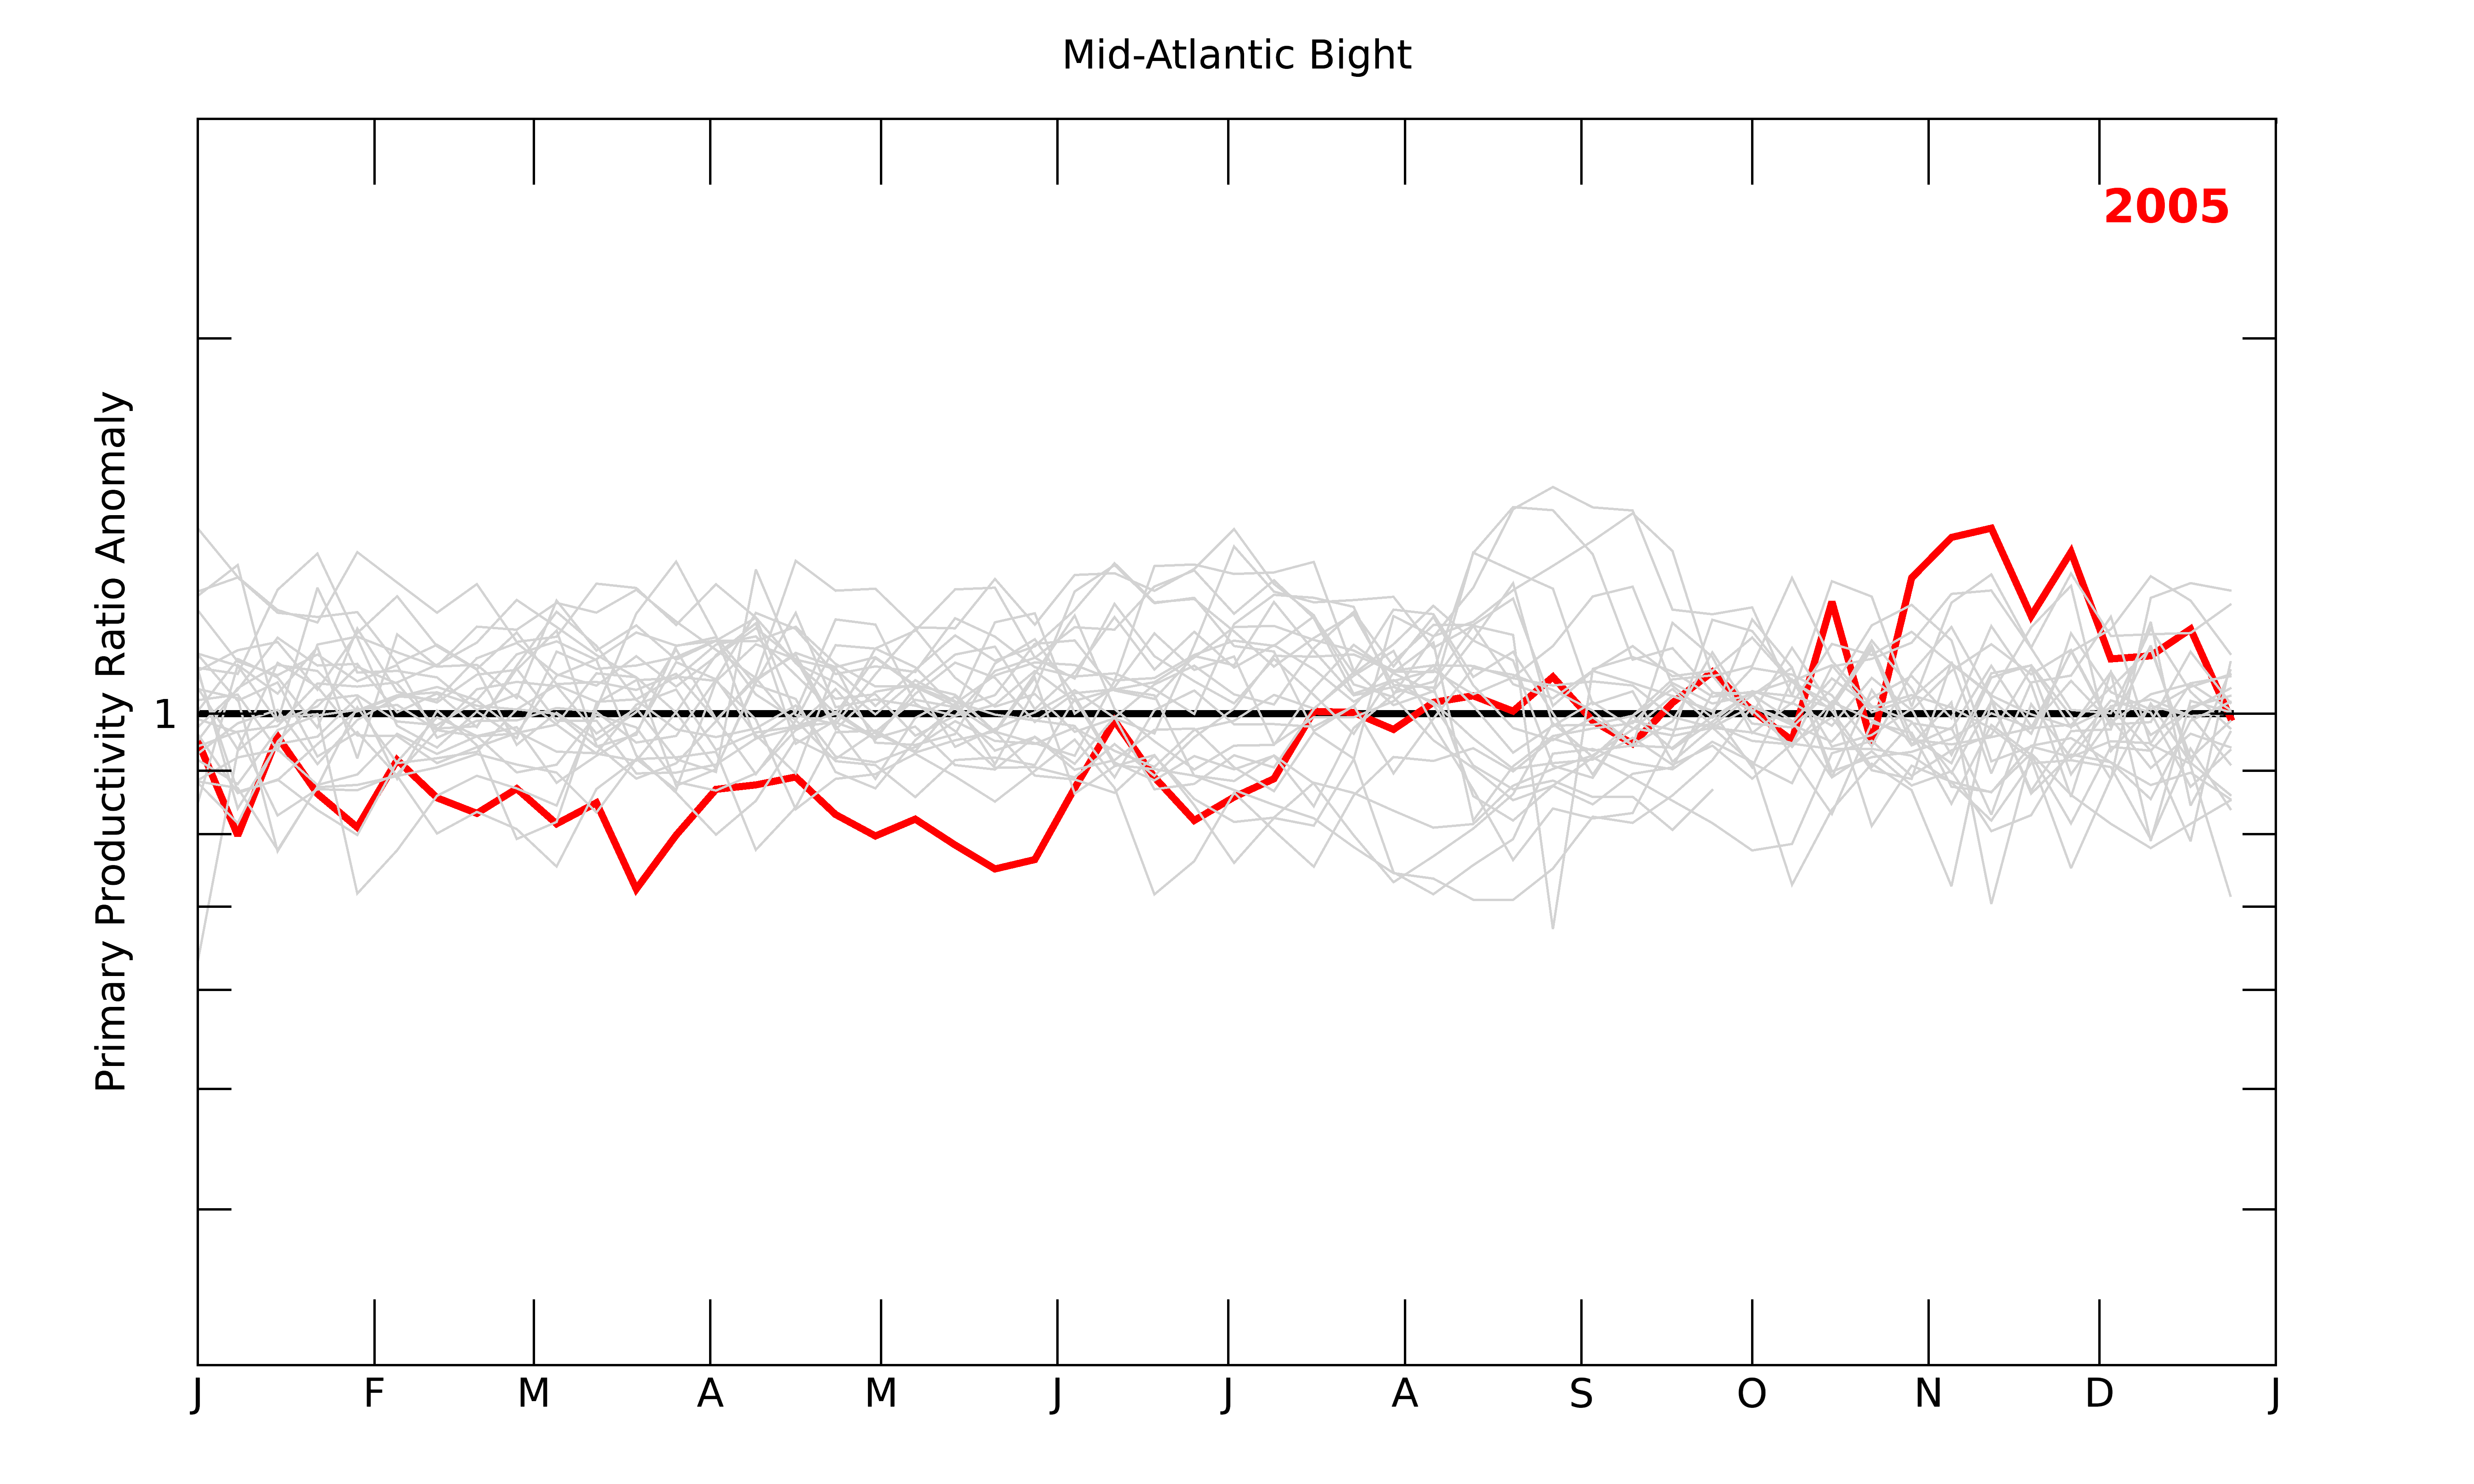 Mid-Atlantic Bight
2005
Primary Productivity Ratio Anomaly
1
J F M A M J J A S O N D J